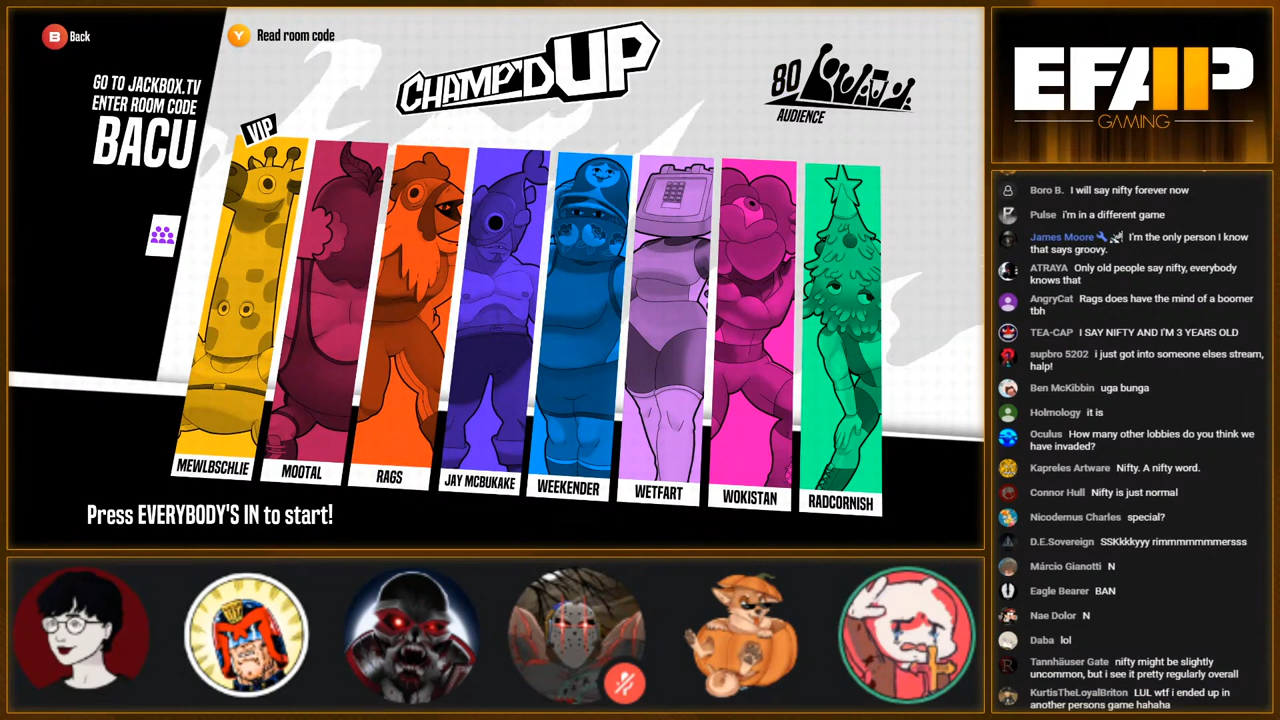 B Back
Y Read room code
GO TO JACKBOX.TV
ENTER ROOM CODE
BACU
CHAMP'D UP
80
AUDIENCE
VIP
MEWLBSCHLIE
MOOTAL
RAGS
JAY MCBUKAKE
WEEKENDER
WETFART
WOKISTAN
RADCORNISH
Press EVERYBODY'S IN to start!
EFAP
GAMING
Boro B. I will say nifty forever now
Pulse i'm in a different game
James Moore I'm the only person I know
that says groovy.
ATRAYA Only old people say nifty, everybody
knows that
AngryCat Rags does have the mind of a boomer
tbh
TEA-CAP I SAY NIFTY AND I'M 3 YEARS OLD
supbro 5202 i just got into someone elses stream,
halp!
Ben McKibbin uga bunga
Holmology it is
Oculus How many other lobbies do you think we
have invaded?
Kapreles Artware Nifty. A nifty word.
Connor Hull Nifty is just normal
Nicodemus Charles special?
D.E.Sovereign SSKkkkyyy rimmmmmmmersss
Márcio Gianotti N
Eagle Bearer BAN
Nae Dolor N
Daba lol
Tannhäuser Gate nifty might be slightly
uncommon, but i see it pretty regularly overall
KurtisTheLoyalBriton LUL wtf i ended up in
another persons game hahaha